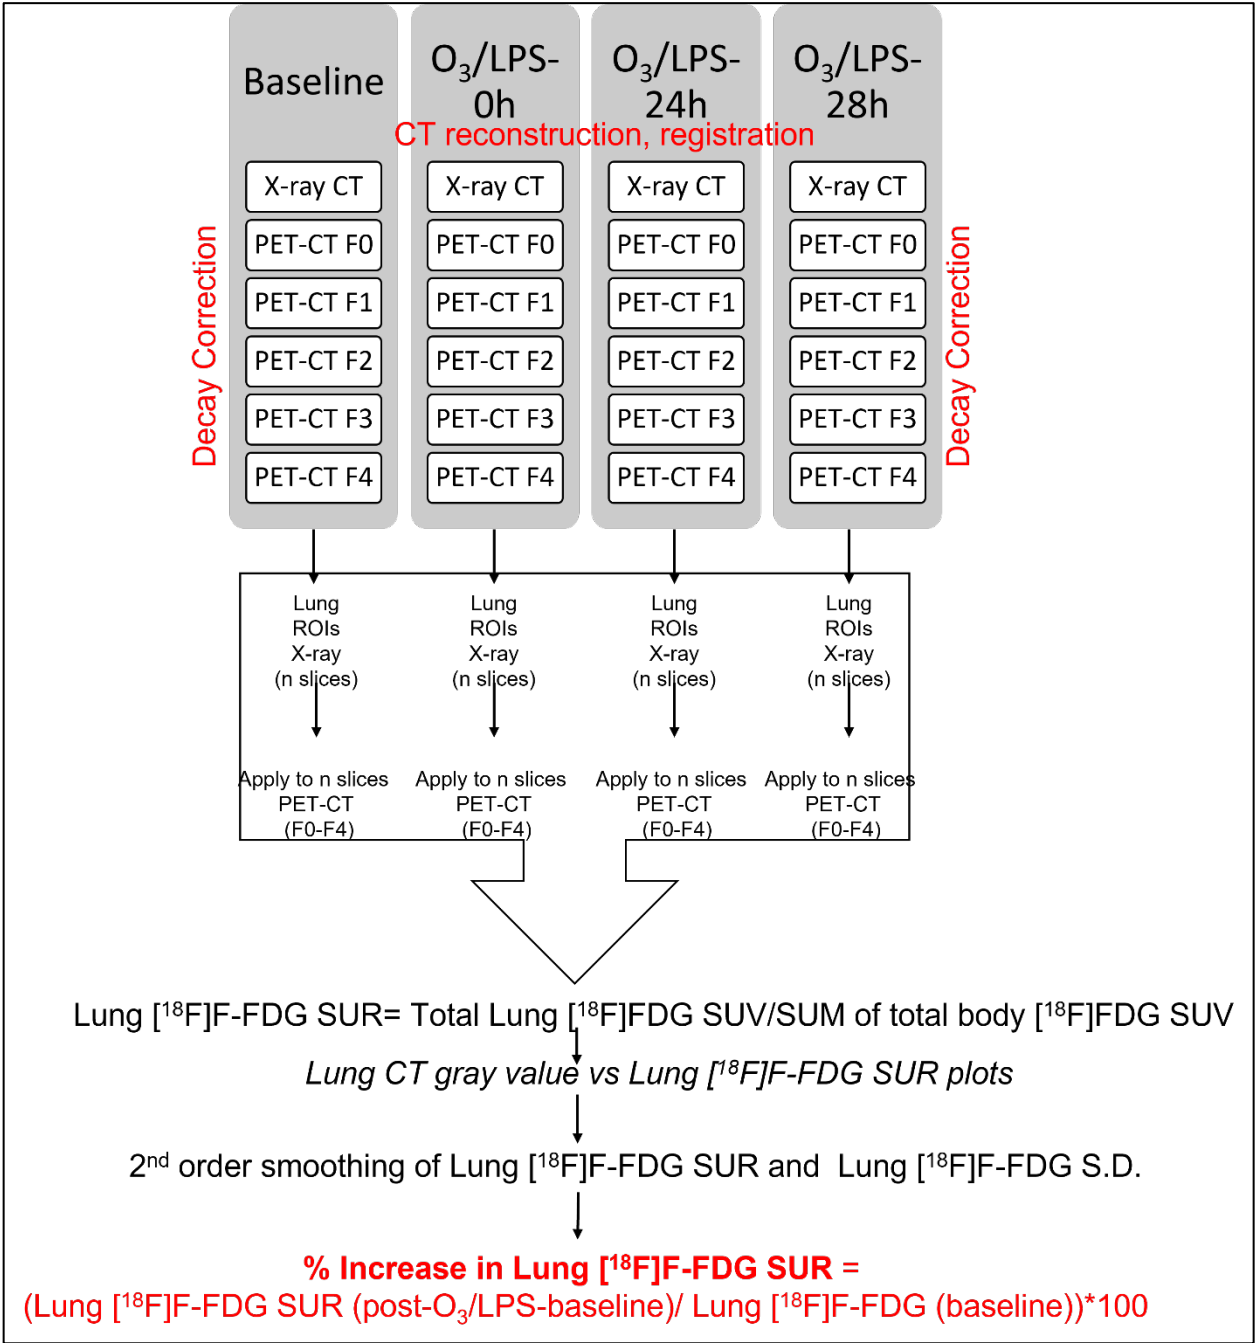 Baseline
O₃/LPS-
0h
O₃/LPS-
24h
O₃/LPS-
28h
CT reconstruction, registration
Decay Correction
X-ray CT
PET-CT F0
PET-CT F1
PET-CT F2
PET-CT F3
PET-CT F4
X-ray CT
PET-CT F0
PET-CT F1
PET-CT F2
PET-CT F3
PET-CT F4
X-ray CT
PET-CT F0
PET-CT F1
PET-CT F2
PET-CT F3
PET-CT F4
X-ray CT
PET-CT F0
PET-CT F1
PET-CT F2
PET-CT F3
PET-CT F4
Decay Correction
Lung
ROIs
X-ray
(n slices)
Lung
ROIs
X-ray
(n slices)
Lung
ROIs
X-ray
(n slices)
Lung
ROIs
X-ray
(n slices)
Apply to n slices
PET-CT
(F0-F4)
Apply to n slices
PET-CT
(F0-F4)
Apply to n slices
PET-CT
(F0-F4)
Apply to n slices
PET-CT
(F0-F4)
Lung [¹⁸F]F-FDG SUR= Total Lung [¹⁸F]FDG SUV/SUM of total body [¹⁸F]FDG SUV
Lung CT gray value vs Lung [¹⁸F]F-FDG SUR plots
2ⁿᵈ order smoothing of Lung [¹⁸F]F-FDG SUR and Lung [¹⁸F]F-FDG S.D.
% Increase in Lung [¹⁸F]F-FDG SUR =
(Lung [¹⁸F]F-FDG SUR (post-O₃/LPS-baseline)/ Lung [¹⁸F]F-FDG (baseline))*100